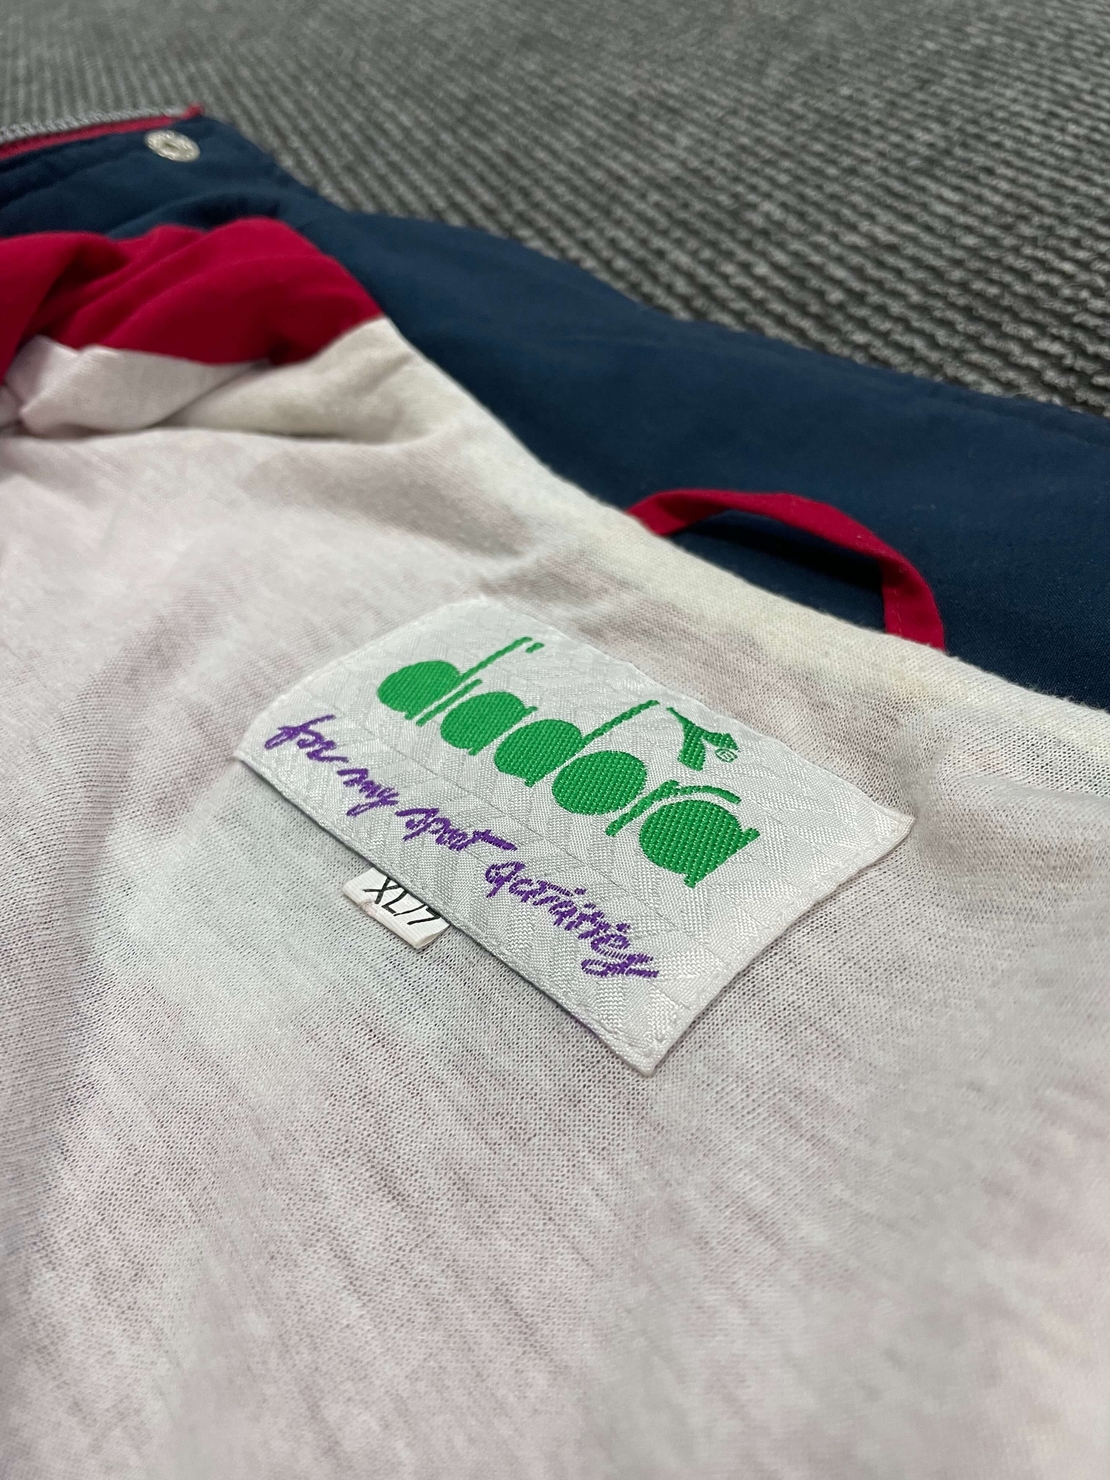 diadora®
for my sport activities
XL/7